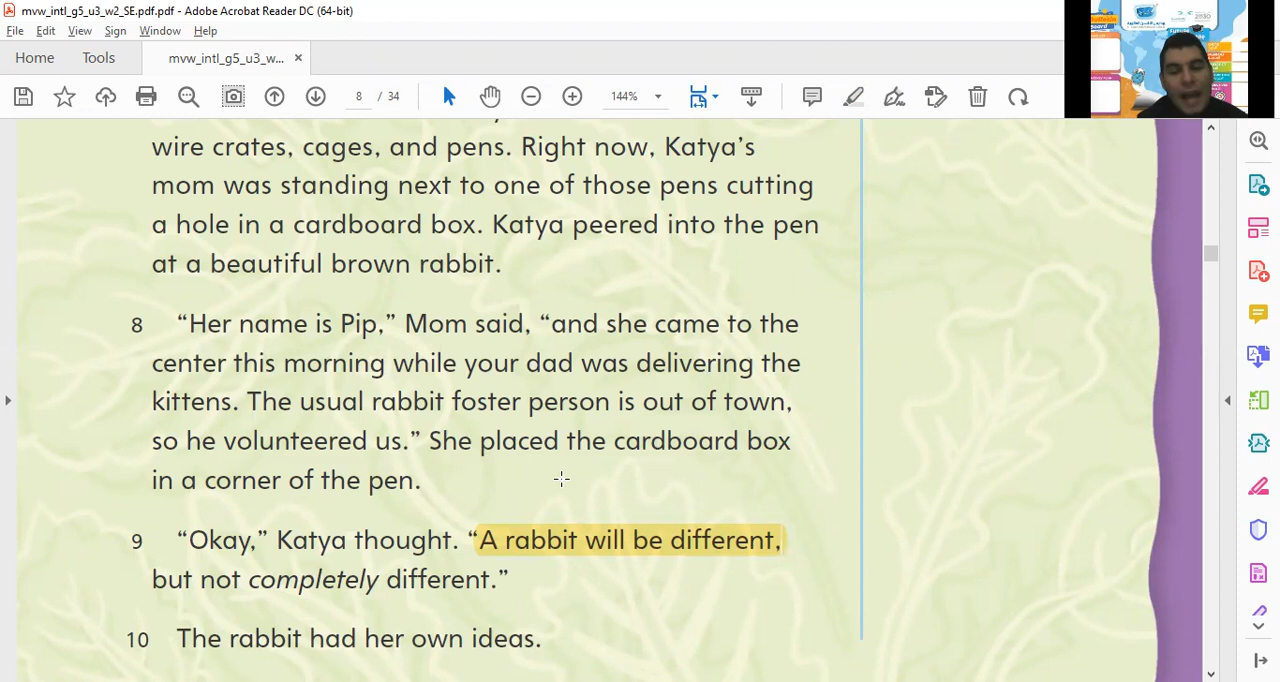 mvw_intl_g5_u3_w2_SE.pdf.pdf - Adobe Acrobat Reader DC (64-bit)
File Edit View Sign Window Help
Home Tools mvw_intl_g5_u3_w... ×
8 / 34 144%
wire crates, cages, and pens. Right now, Katya’s
mom was standing next to one of those pens cutting
a hole in a cardboard box. Katya peered into the pen
at a beautiful brown rabbit.
8 “Her name is Pip,” Mom said, “and she came to the
center this morning while your dad was delivering the
kittens. The usual rabbit foster person is out of town,
so he volunteered us.” She placed the cardboard box
in a corner of the pen.
9 “Okay,” Katya thought. “A rabbit will be different,
but not completely different.”
10 The rabbit had her own ideas.